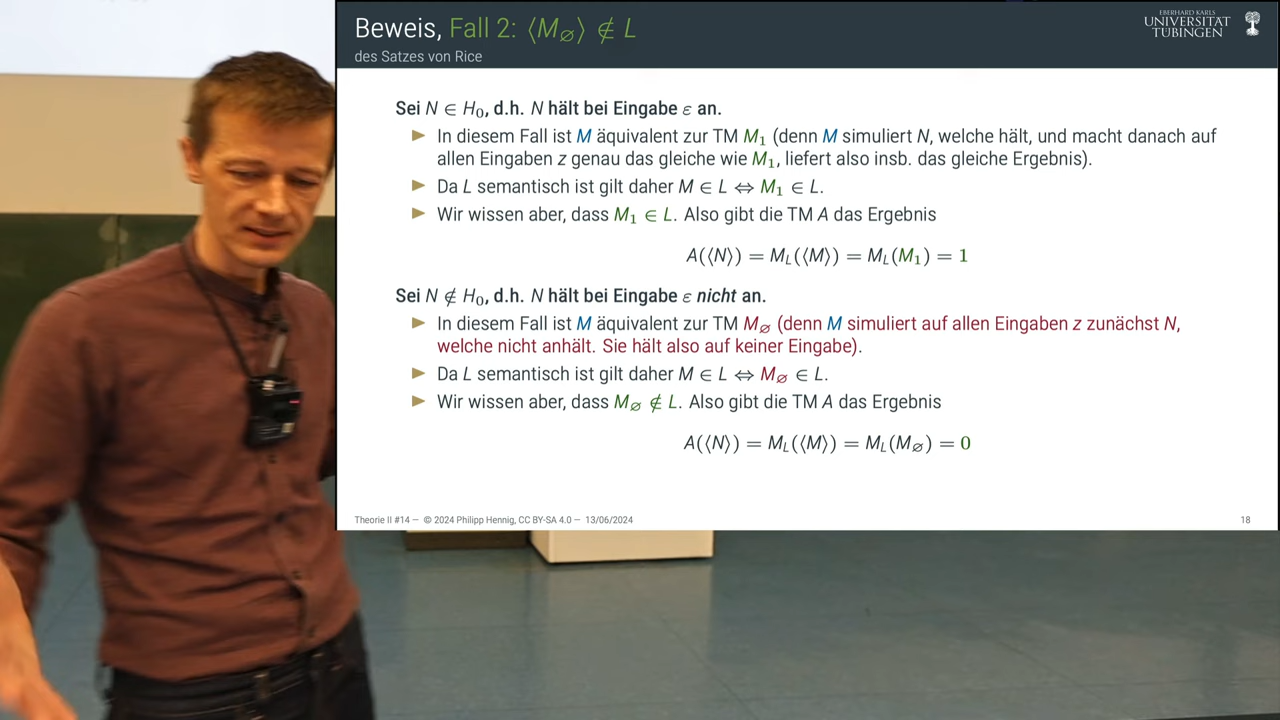 Beweis, Fall 2: ⟨M∅⟩ ∉ L
des Satzes von Rice
EBERHARD KARLS
UNIVERSITÄT
TÜBINGEN
Sei N ∈ H₀, d.h. N hält bei Eingabe ε an.
In diesem Fall ist M äquivalent zur TM M₁ (denn M simuliert N, welche hält, und macht danach auf
allen Eingaben z genau das gleiche wie M₁, liefert also insb. das gleiche Ergebnis).
Da L semantisch ist gilt daher M ∈ L ⇔ M₁ ∈ L.
Wir wissen aber, dass M₁ ∈ L. Also gibt die TM A das Ergebnis
A(⟨N⟩) = M_L(⟨M⟩) = M_L(M₁) = 1
Sei N ∉ H₀, d.h. N hält bei Eingabe ε nicht an.
In diesem Fall ist M äquivalent zur TM M∅ (denn M simuliert auf allen Eingaben z zunächst N,
welche nicht anhält. Sie hält also auf keiner Eingabe).
Da L semantisch ist gilt daher M ∈ L ⇔ M∅ ∈ L.
Wir wissen aber, dass M∅ ∉ L. Also gibt die TM A das Ergebnis
A(⟨N⟩) = M_L(⟨M⟩) = M_L(M∅) = 0
Theorie II #14 — © 2024 Philipp Hennig, CC BY-SA 4.0 — 13/06/2024
18